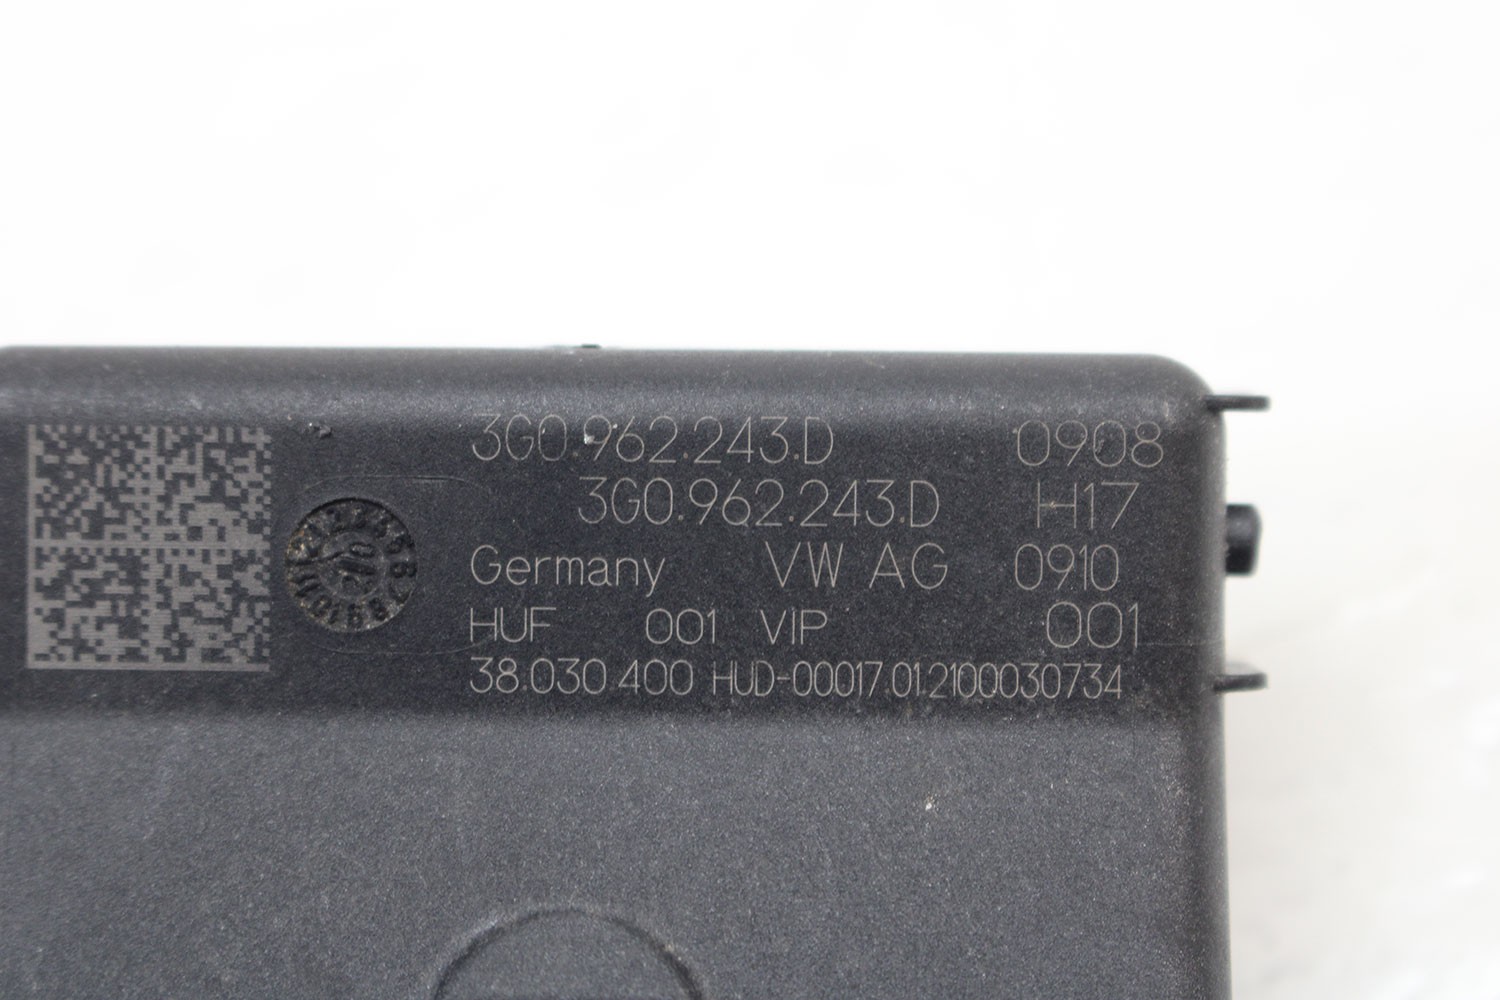 3G0.962.243.D 0908
3G0.962.243.D H17
Germany VW AG 0910
HUF 001 VIP 001
38.030.400 HUD-00017.01.2100030734